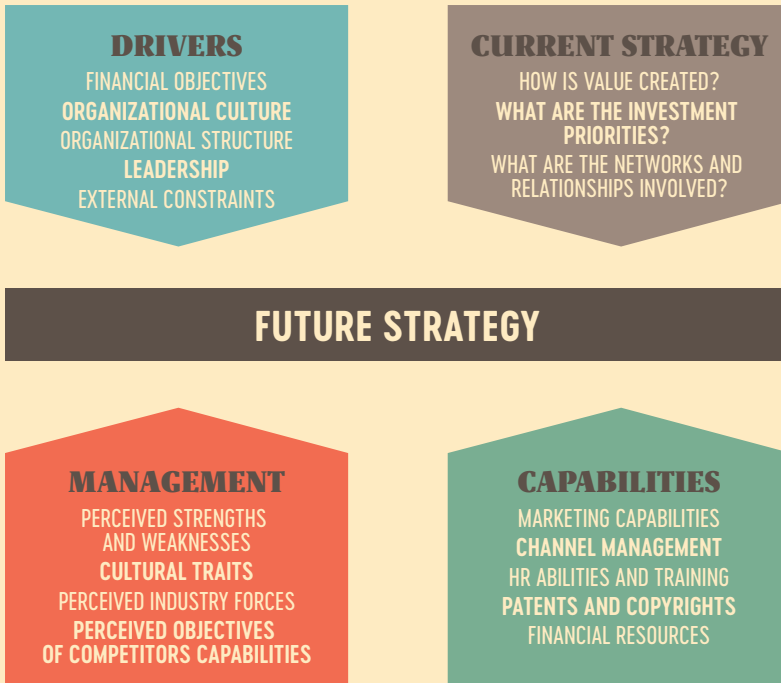 DRIVERS
FINANCIAL OBJECTIVES
ORGANIZATIONAL CULTURE
ORGANIZATIONAL STRUCTURE
LEADERSHIP
EXTERNAL CONSTRAINTS
CURRENT STRATEGY
HOW IS VALUE CREATED?
WHAT ARE THE INVESTMENT
PRIORITIES?
WHAT ARE THE NETWORKS AND
RELATIONSHIPS INVOLVED?
FUTURE STRATEGY
MANAGEMENT
PERCEIVED STRENGTHS
AND WEAKNESSES
CULTURAL TRAITS
PERCEIVED INDUSTRY FORCES
PERCEIVED OBJECTIVES
OF COMPETITORS CAPABILITIES
CAPABILITIES
MARKETING CAPABILITIES
CHANNEL MANAGEMENT
HR ABILITIES AND TRAINING
PATENTS AND COPYRIGHTS
FINANCIAL RESOURCES